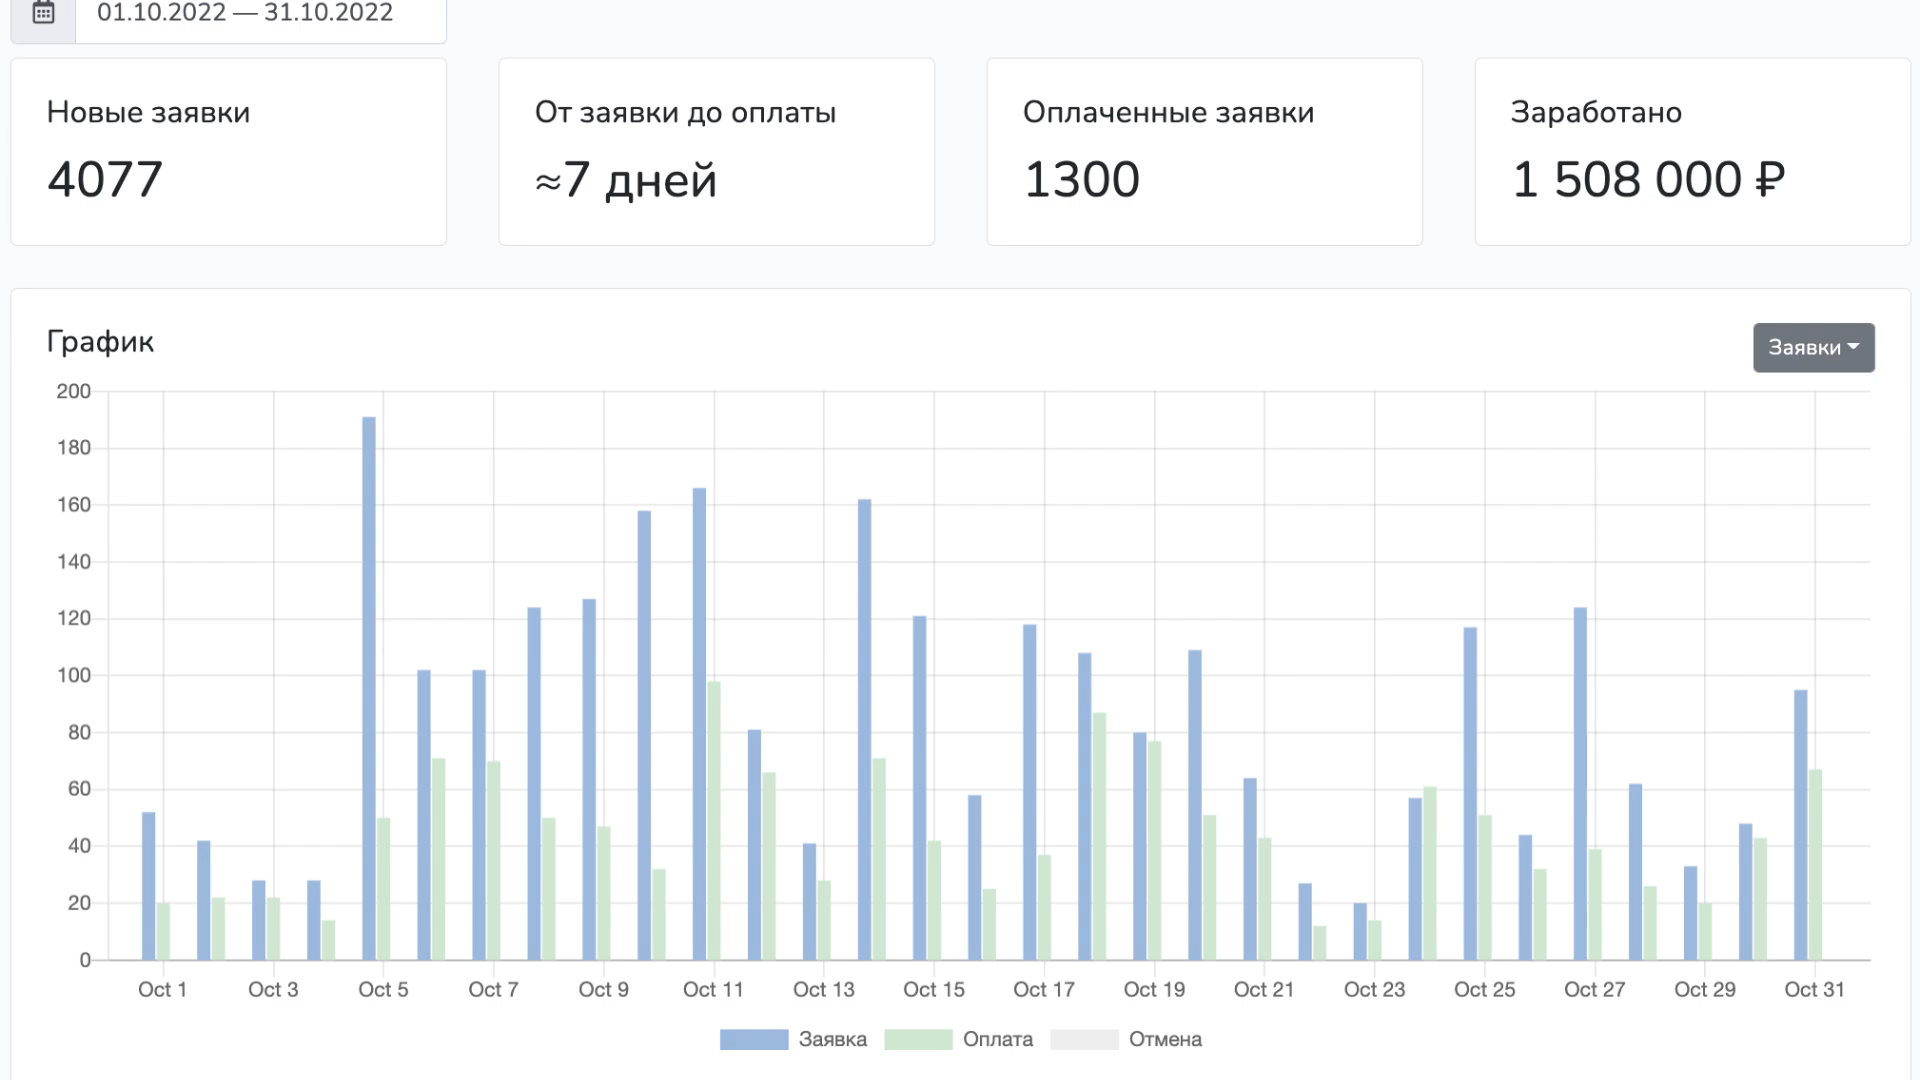 01.10.2022 — 31.10.2022
Новые заявки
4077
От заявки до оплаты
≈7 дней
Оплаченные заявки
1300
Заработано
1 508 000 ₽
График
Заявки
200
180
160
140
120
100
80
60
40
20
0
Oct 1 Oct 3 Oct 5 Oct 7 Oct 9 Oct 11 Oct 13 Oct 15 Oct 17 Oct 19 Oct 21 Oct 23 Oct 25 Oct 27 Oct 29 Oct 31
Заявка Оплата Отмена